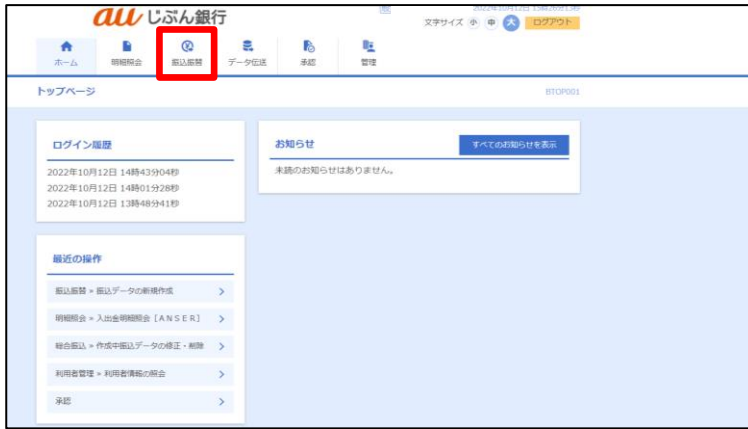 au じぶん銀行
文字サイズ 小 中 大 ログアウト
ホーム 明細照会 振込振替 データ伝送 承認 管理
トップページ BTOP001
ログイン履歴
2022年10月12日 14時43分04秒
2022年10月12日 14時01分28秒
2022年10月12日 13時48分41秒
お知らせ すべてのお知らせを表示
未読のお知らせはありません。
最近の操作
振込振替 » 振込データの新規作成
明細照会 » 入出金明細照会［ＡＮＳＥＲ］
総合振込 » 作成中振込データの修正・削除
利用者管理 » 利用者情報の照会
承認